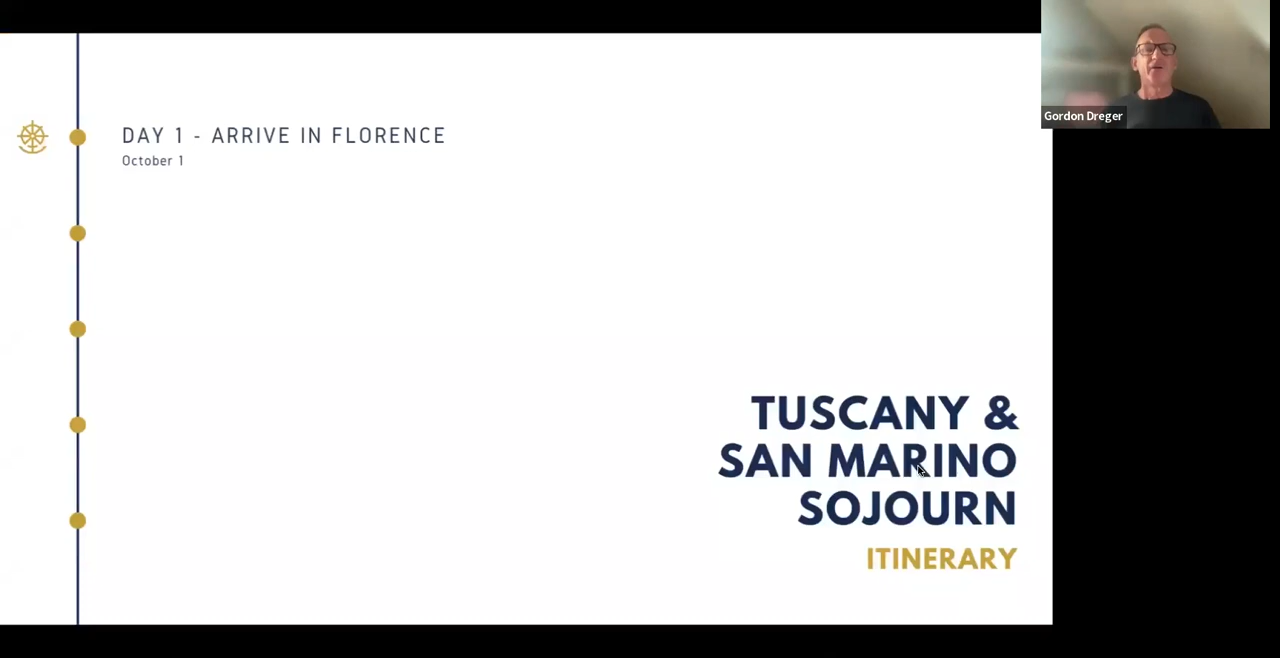 DAY 1 - ARRIVE IN FLORENCE
October 1
TUSCANY &
SAN MARINO
SOJOURN
ITINERARY
Gordon Dreger